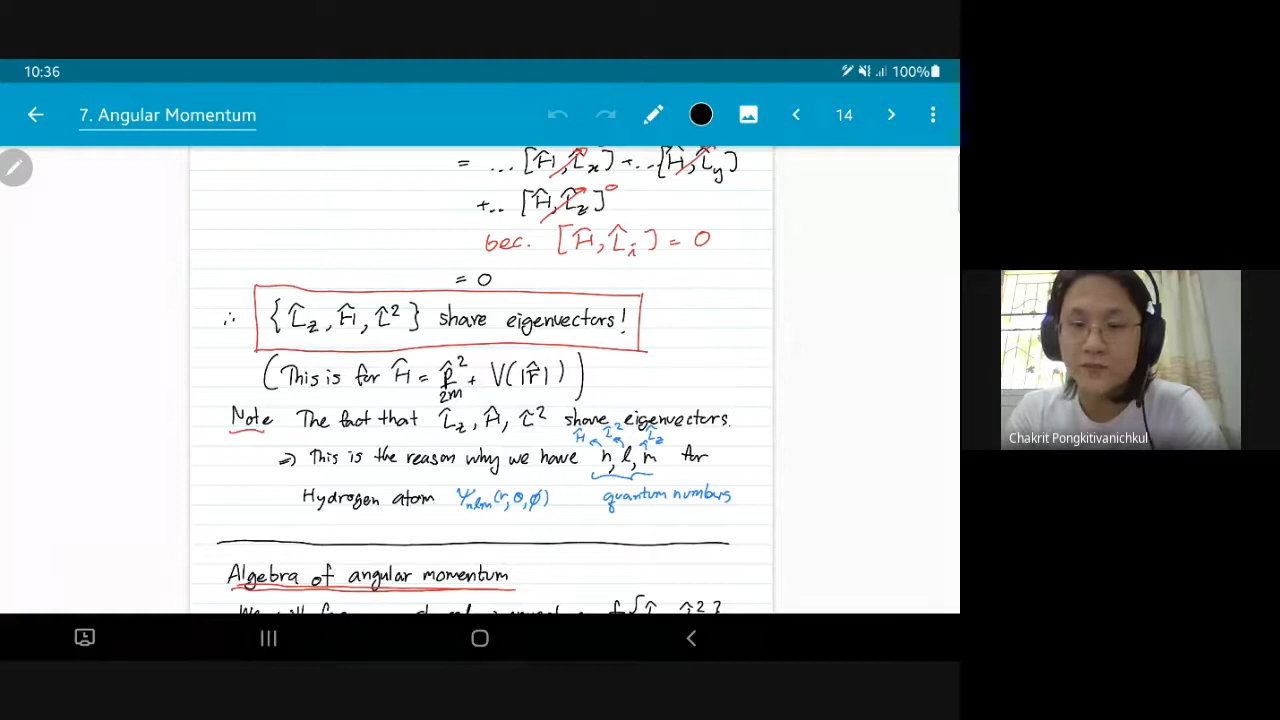 10:36
100%
7. Angular Momentum
14
= ... [Ĥ, L̂x] + ... [Ĥ, L̂y]
+.. [Ĥ, L̂z] 0
bec. [Ĥ, L̂i] = 0
= 0
∴ {L̂z, Ĥ, L̂²} share eigenvectors!
(This is for Ĥ = p̂²/2m + V(|r̂|))
Note The fact that L̂z, Ĥ, L̂² share eigenvectors.
Ĥ L̂² L̂z
⇒ This is the reason why we have n, l, m for
Hydrogen atom ψnlm(r, θ, φ) quantum numbers
Algebra of angular momentum
Chakrit Pongkitivanichkul